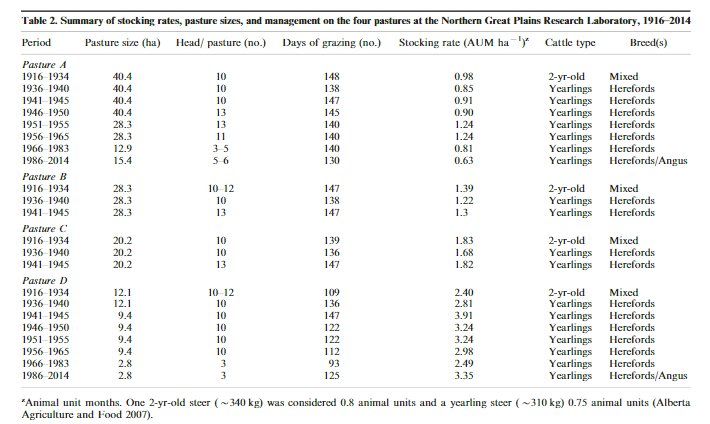 Table 2. Summary of stocking rates, pasture sizes, and management on the four pastures at the Northern Great Plains Research Laboratory, 1916–2014
Period Pasture size (ha) Head/ pasture (no.) Days of grazing (no.) Stocking rate (AUM ha⁻¹)ᶻ Cattle type Breed(s)
Pasture A
1916–1934 40.4 10 148 0.98 2-yr-old Mixed
1936–1940 40.4 10 138 0.85 Yearlings Herefords
1941–1945 40.4 10 147 0.91 Yearlings Herefords
1946–1950 40.4 13 145 0.90 Yearlings Herefords
1951–1955 28.3 13 140 1.24 Yearlings Herefords
1956–1965 28.3 11 140 1.24 Yearlings Herefords
1966–1983 12.9 3–5 140 0.81 Yearlings Herefords
1986–2014 15.4 5–6 130 0.63 Yearlings Herefords/Angus
Pasture B
1916–1934 28.3 10–12 147 1.39 2-yr-old Mixed
1936–1940 28.3 10 138 1.22 Yearlings Herefords
1941–1945 28.3 13 147 1.3 Yearlings Herefords
Pasture C
1916–1934 20.2 10 139 1.83 2-yr-old Mixed
1936–1940 20.2 10 136 1.68 Yearlings Herefords
1941–1945 20.2 13 147 1.82 Yearlings Herefords
Pasture D
1916–1934 12.1 10–12 109 2.40 2-yr-old Mixed
1936–1940 12.1 10 136 2.81 Yearlings Herefords
1941–1945 9.4 10 147 3.91 Yearlings Herefords
1946–1950 9.4 10 122 3.24 Yearlings Herefords
1951–1955 9.4 10 122 3.24 Yearlings Herefords
1956–1965 9.4 10 112 2.98 Yearlings Herefords
1966–1983 2.8 3 93 2.49 Yearlings Herefords
1986–2014 2.8 3 125 3.35 Yearlings Herefords/Angus
ᶻAnimal unit months. One 2-yr-old steer (~340 kg) was considered 0.8 animal units and a yearling steer (~310 kg) 0.75 animal units (Alberta
Agriculture and Food 2007).